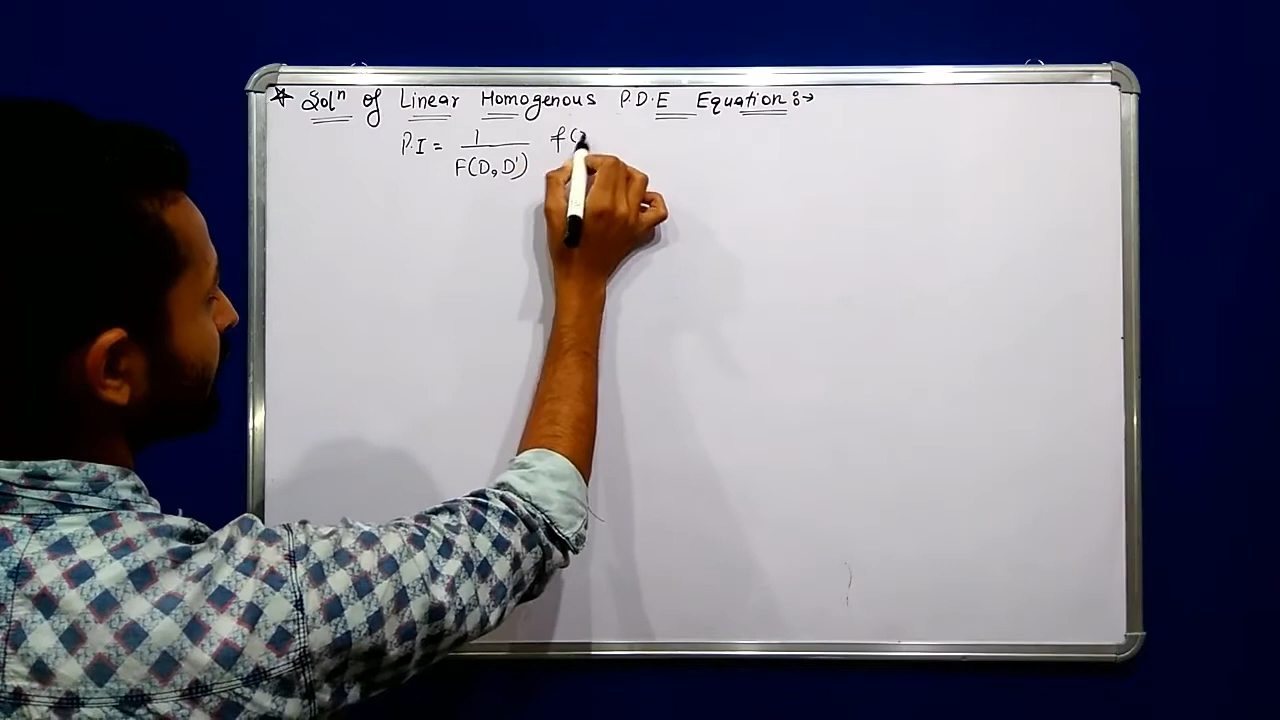 ☆ Solⁿ of Linear Homogenous P.D.E Equation :→
P.I = 1/F(D, D') f(